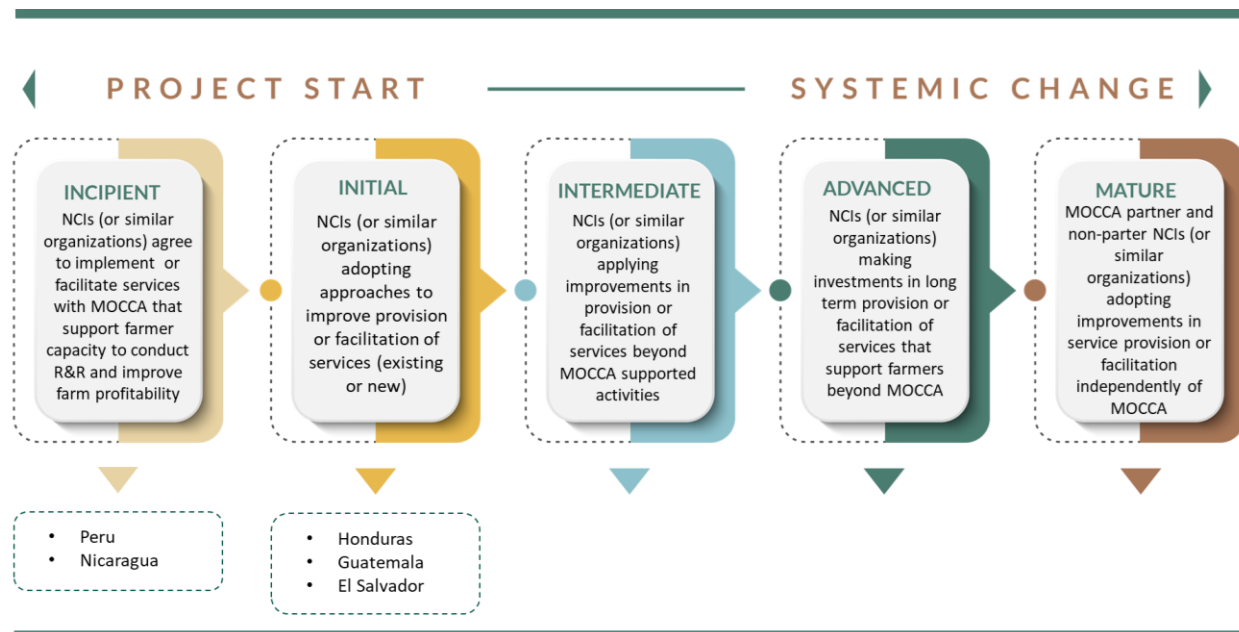 PROJECT START
SYSTEMIC CHANGE
INCIPIENT
NCIs (or similar
organizations) agree
to implement or
facilitate services
with MOCCA that
support farmer
capacity to conduct
R&R and improve
farm profitability
INITIAL
NCIs (or similar
organizations)
adopting
approaches to
improve provision
or facilitation of
services (existing
or new)
INTERMEDIATE
NCIs (or similar
organizations)
applying
improvements in
provision or
facilitation of
services beyond
MOCCA supported
activities
ADVANCED
NCIs (or similar
organizations)
making
investments in long
term provision or
facilitation of
services that
support farmers
beyond MOCCA
MATURE
MOCCA partner and
non-parter NCIs (or
similar
organizations)
adopting
improvements in
service provision or
facilitation
independently of
MOCCA
• Peru
• Nicaragua
• Honduras
• Guatemala
• El Salvador